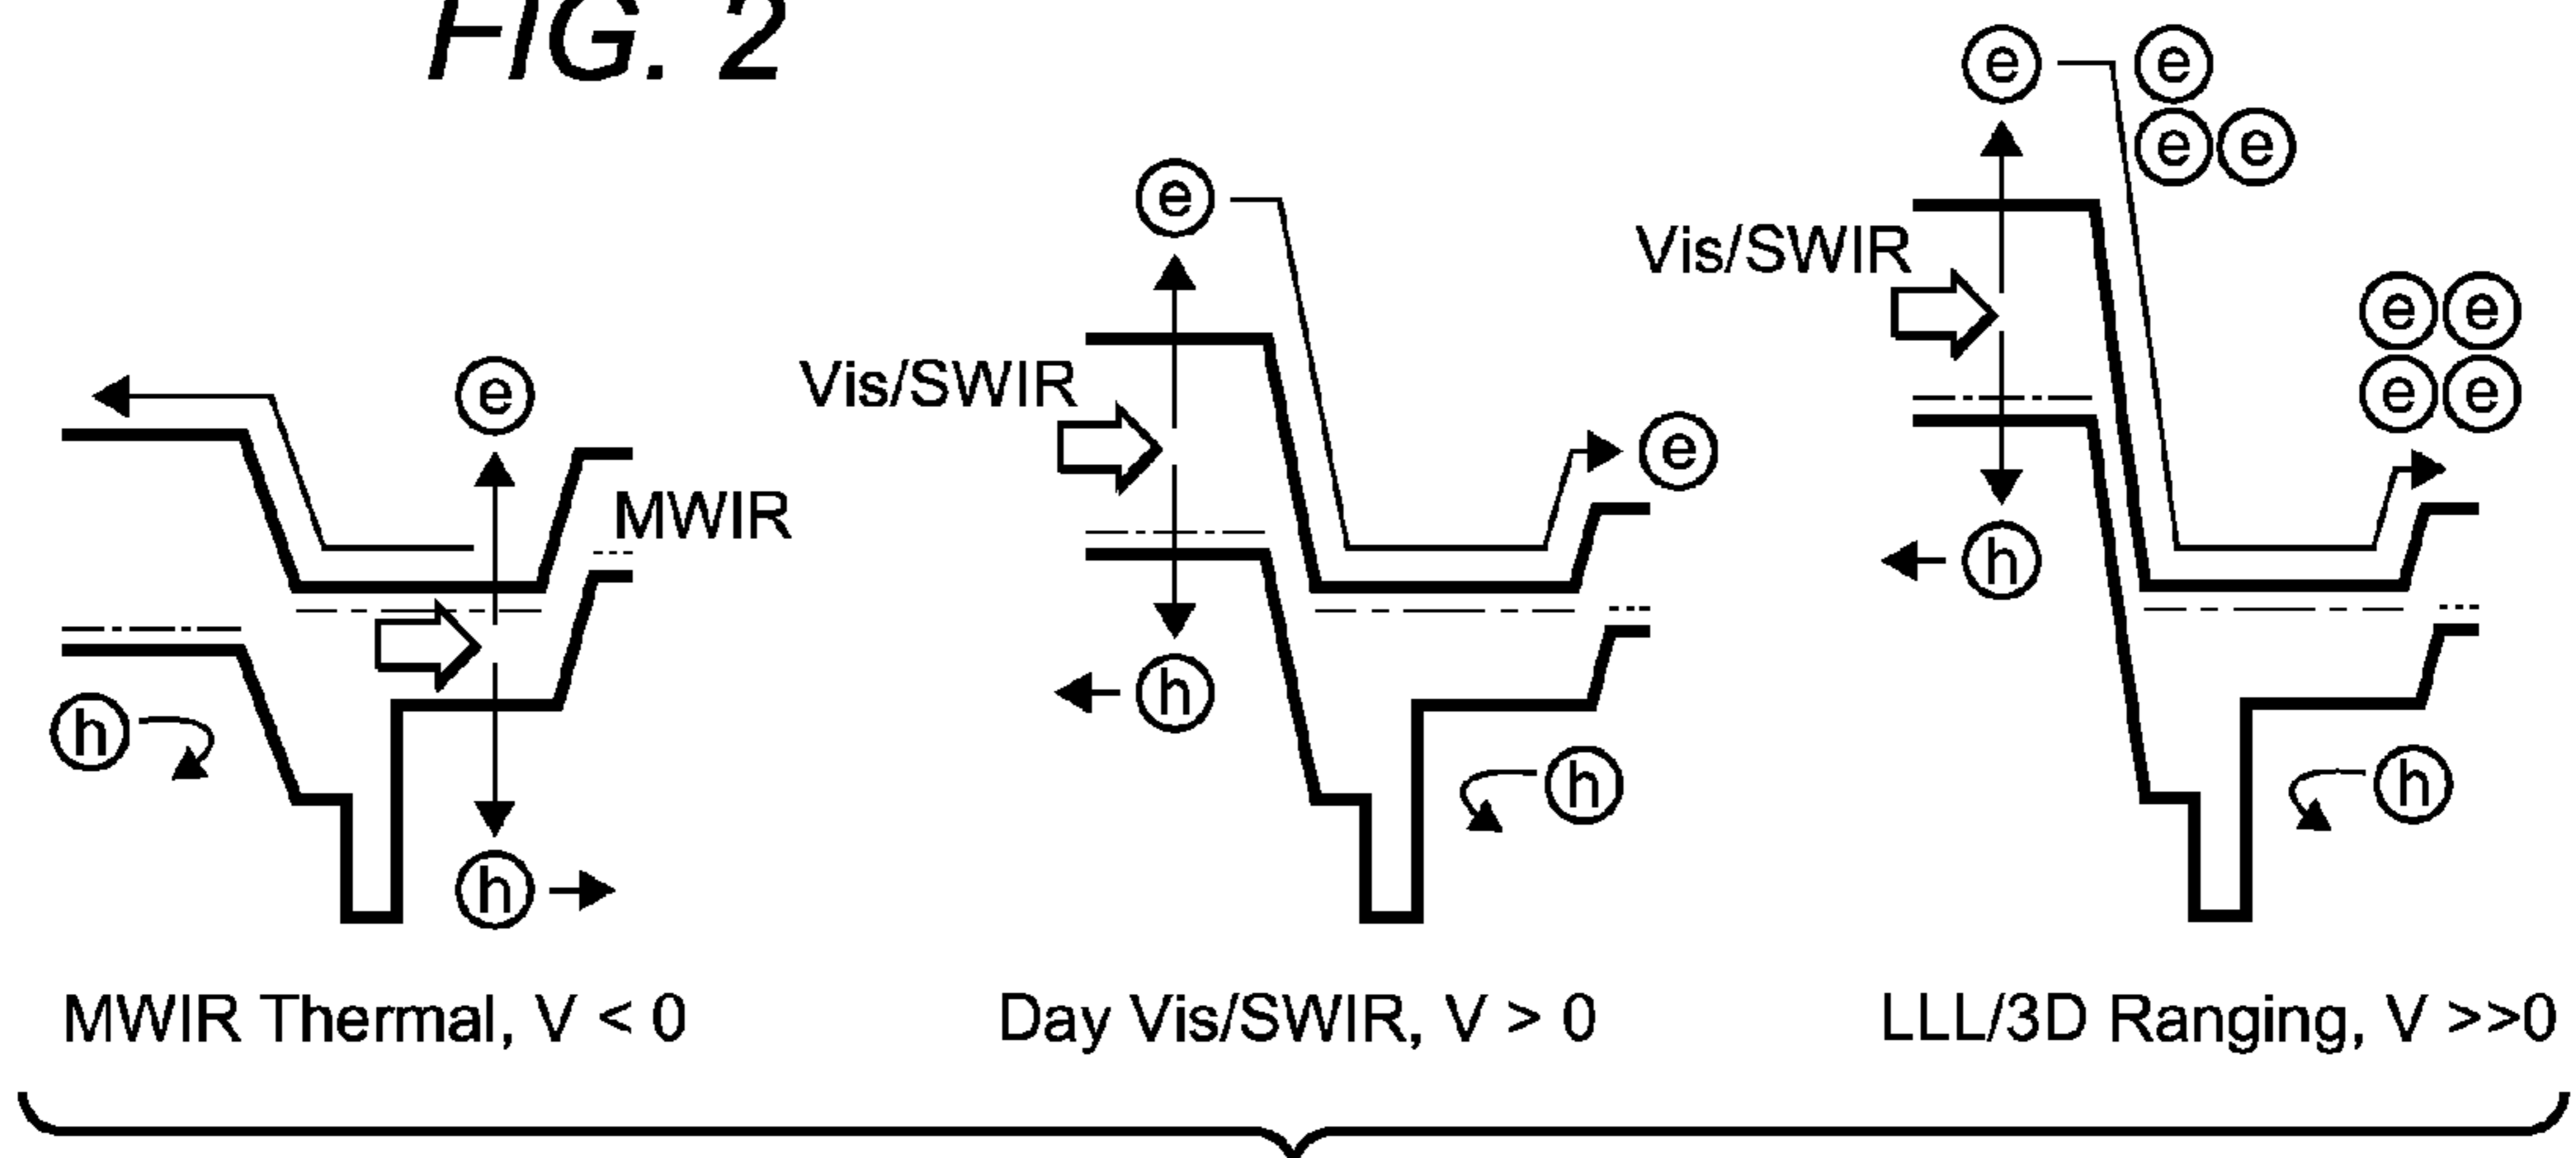 FIG. 2
e
h
MWIR
e
h
MWIR Thermal, V < 0
Vis/SWIR
e
h
e
h
Day Vis/SWIR, V > 0
Vis/SWIR
e
e
e e
h
e e
e e
h
LLL/3D Ranging, V >>0